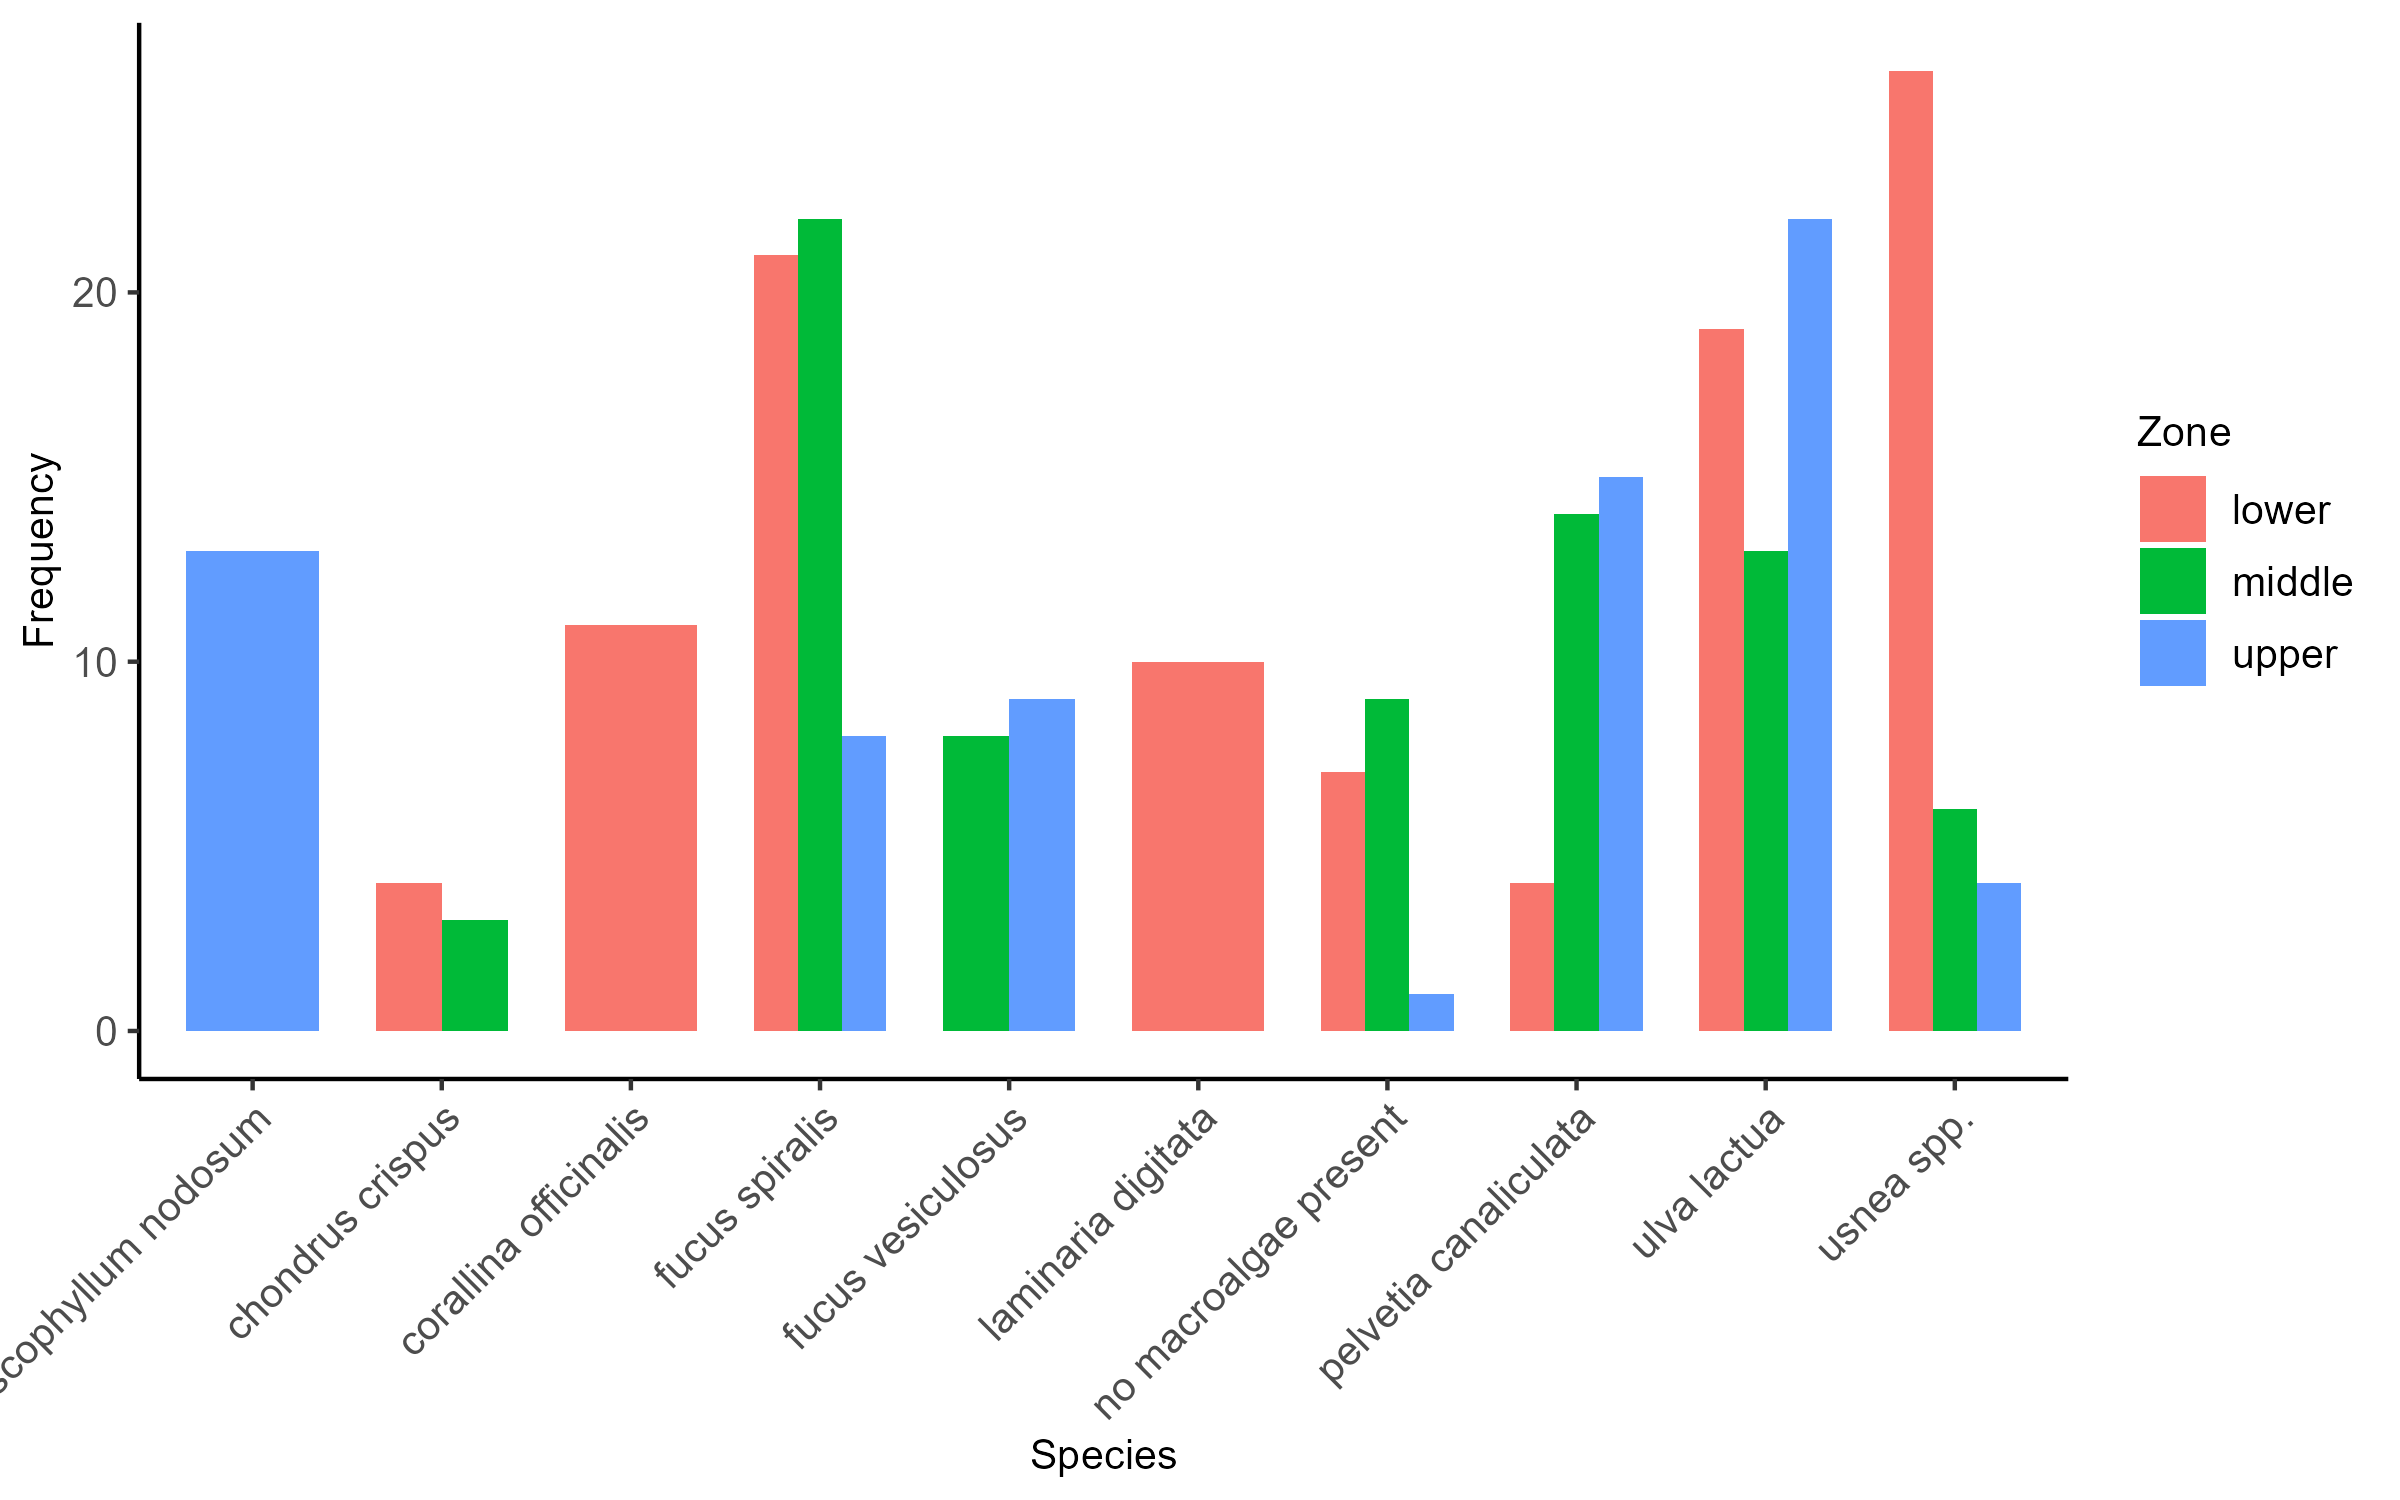 Frequency
20
10
0
scophyllum nodosum
chondrus crispus
corallina officinalis
fucus spiralis
fucus vesiculosus
laminaria digitata
no macroalgae present
pelvetia canaliculata
ulva lactua
usnea spp.
Species
Zone
lower
middle
upper